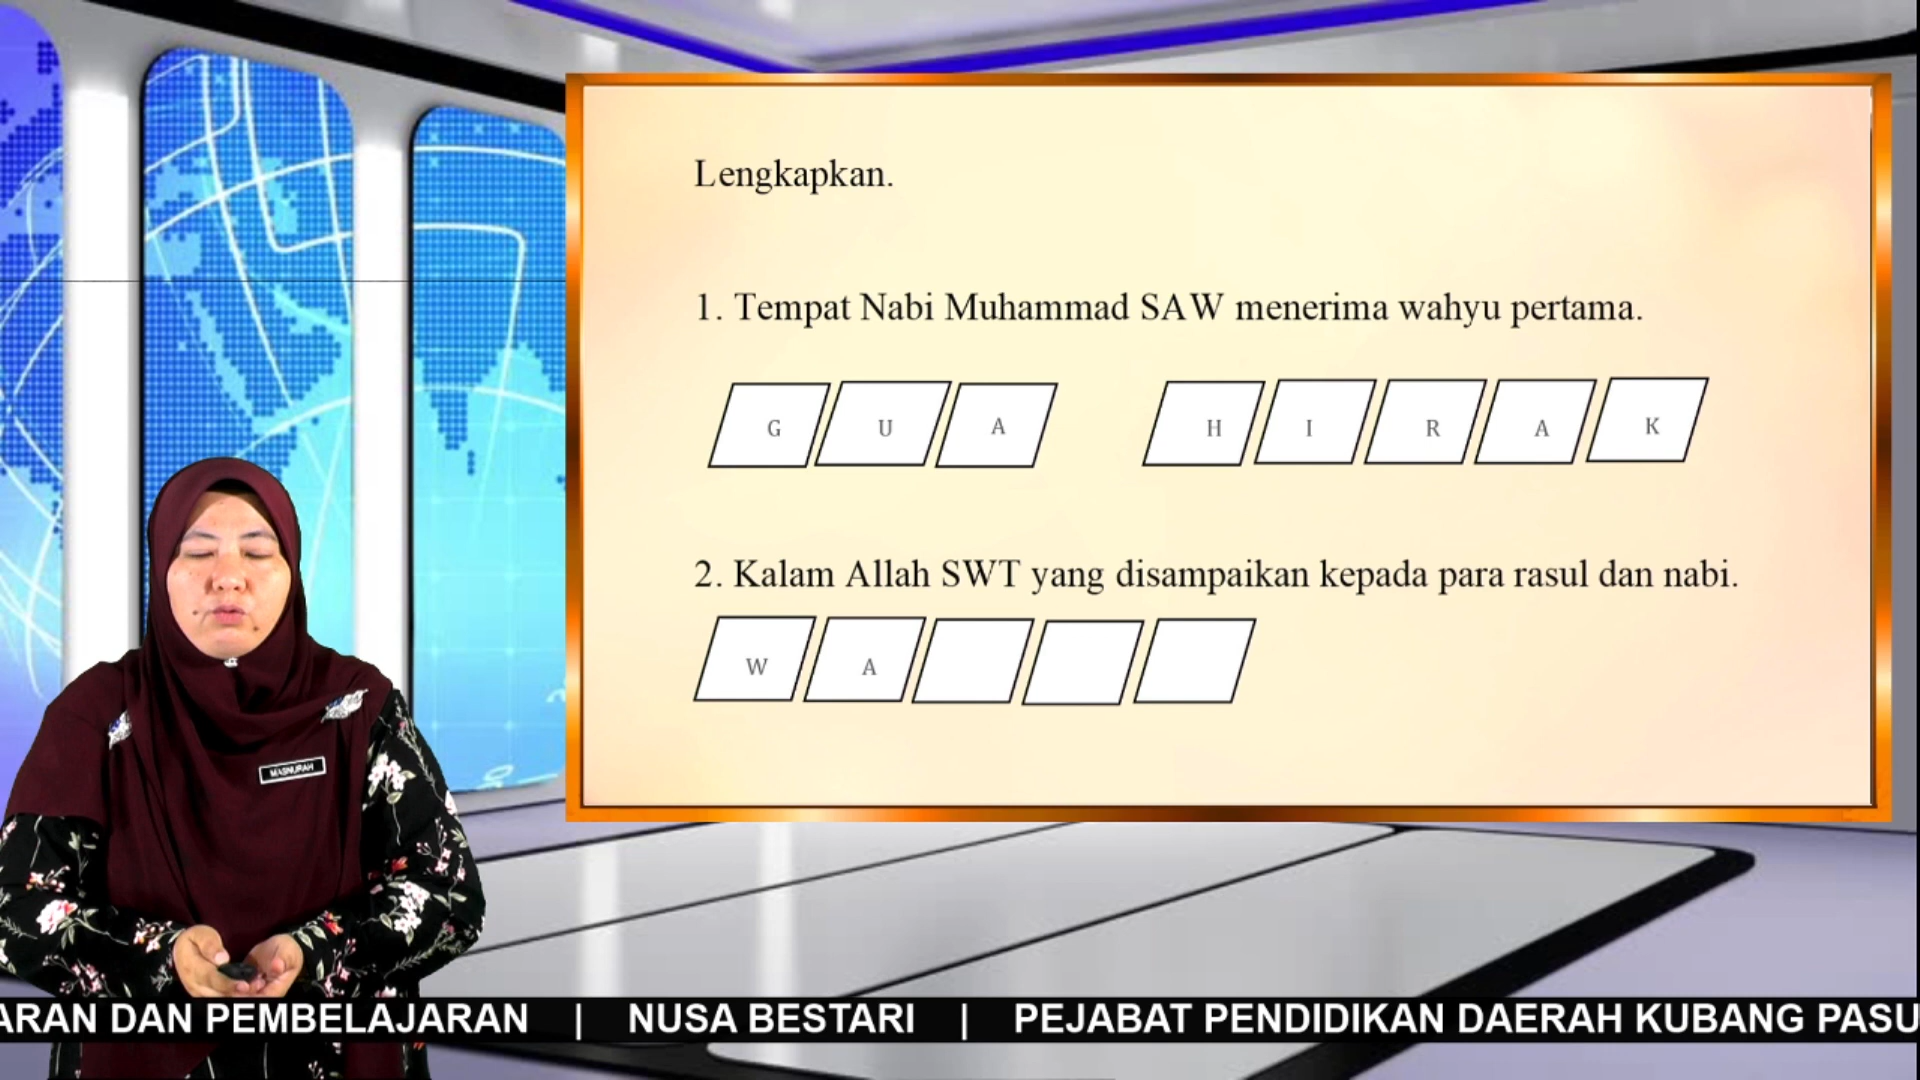 Lengkapkan.
1. Tempat Nabi Muhammad SAW menerima wahyu pertama.
G U A H I R A K
2. Kalam Allah SWT yang disampaikan kepada para rasul dan nabi.
W A
MASNURAH
ARAN DAN PEMBELAJARAN | NUSA BESTARI | PEJABAT PENDIDIKAN DAERAH KUBANG PASU